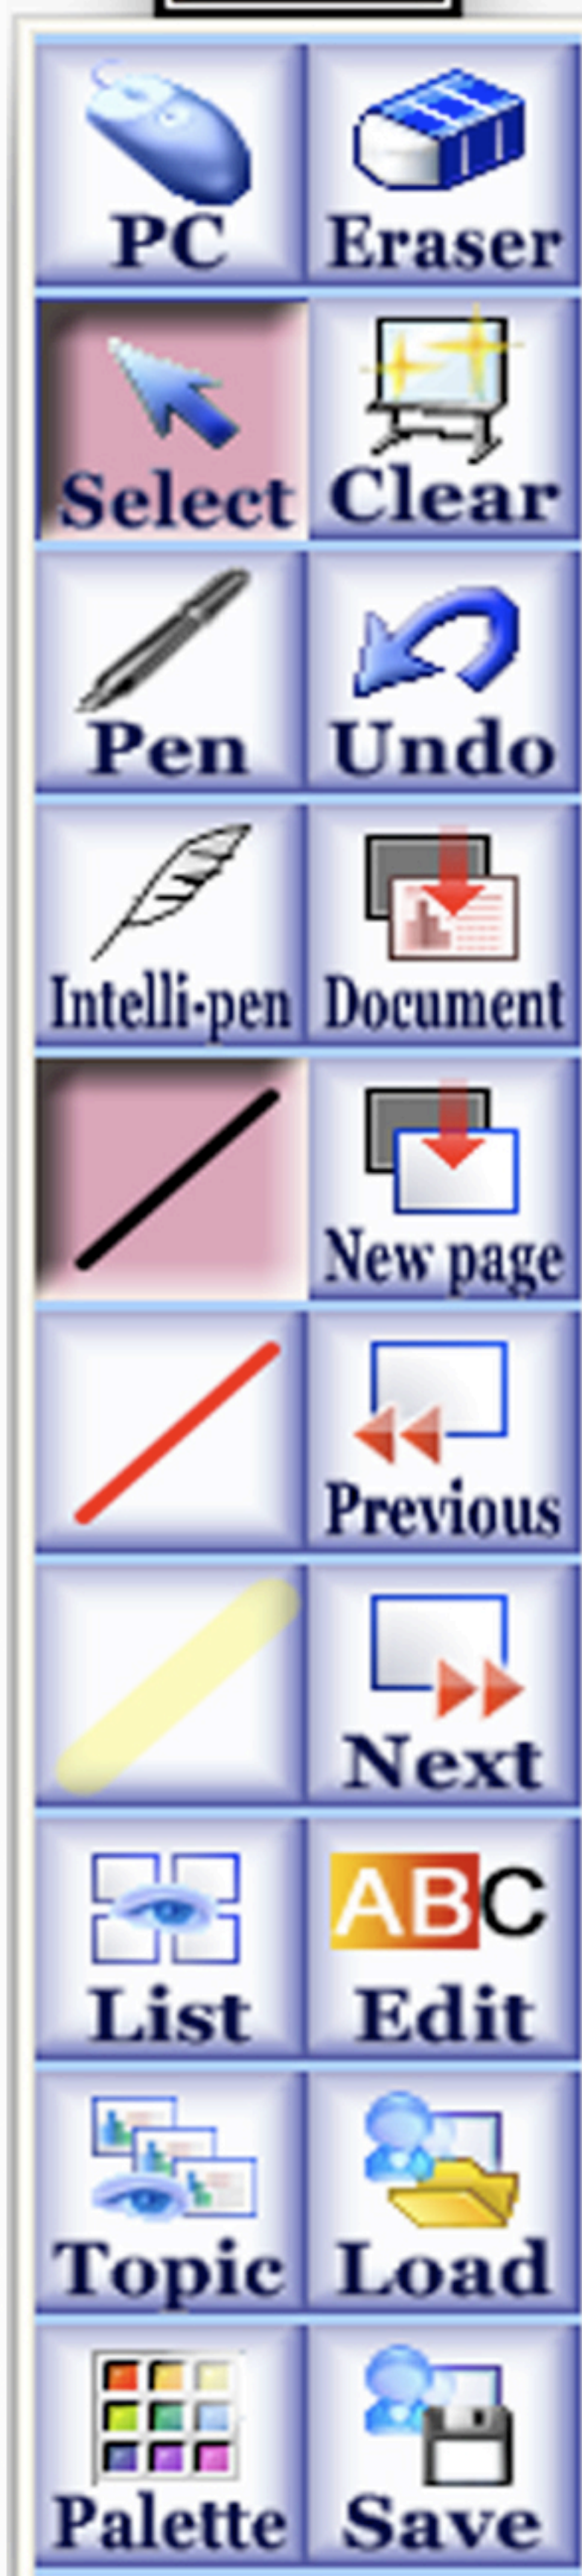 PC Eraser
Select Clear
Pen Undo
Intelli-pen Document
New page
Previous
Next
ABC
List Edit
Topic Load
Palette Save